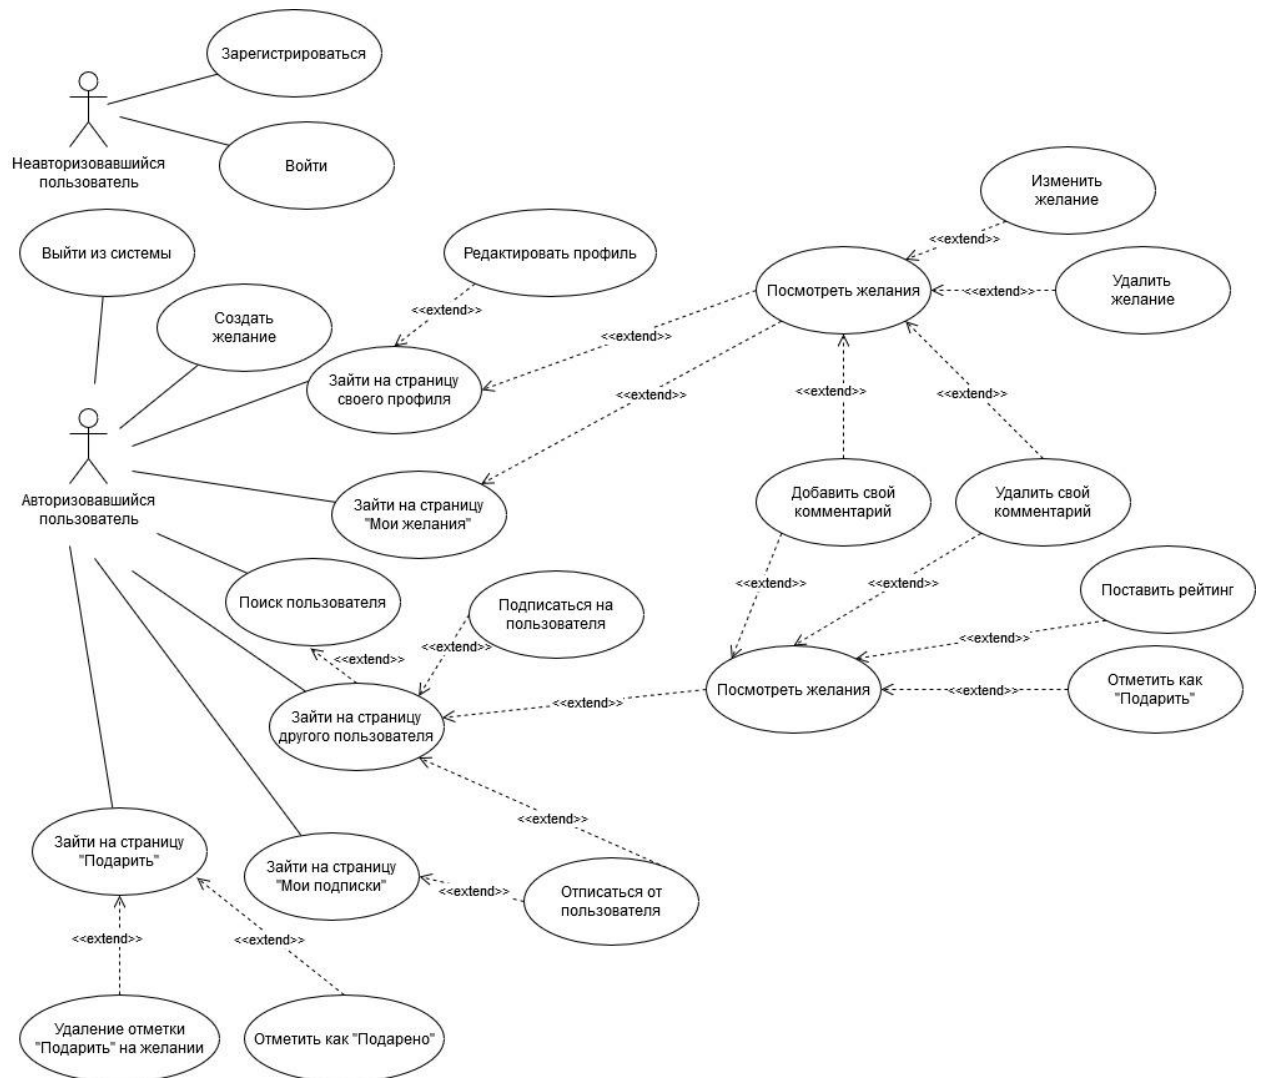 Зарегистрироваться
Войти
Неавторизовавшийся
пользователь
Изменить
желание
<<extend>>
Выйти из системы
Редактировать профиль
Посмотреть желания
<<extend>>
Удалить
желание
Создать
желание
<<extend>>
<<extend>>
Зайти на страницу
своего профиля
<<extend>>
<<extend>>
<<extend>>
Авторизовавшийся
пользователь
Зайти на страницу
"Мои желания"
Добавить свой
комментарий
Удалить свой
комментарий
<<extend>>
<<extend>>
Поставить рейтинг
Поиск пользователя
Подписаться на
пользователя
<<extend>>
<<extend>>
<<extend>>
Зайти на страницу
другого пользователя
<<extend>>
Посмотреть желания
<<extend>>
Отметить как
"Подарить"
<<extend>>
Зайти на страницу
"Подарить"
Зайти на страницу
"Мои подписки"
<<extend>>
Отписаться от
пользователя
<<extend>>
<<extend>>
Удаление отметки
"Подарить" на желании
Отметить как "Подарено"